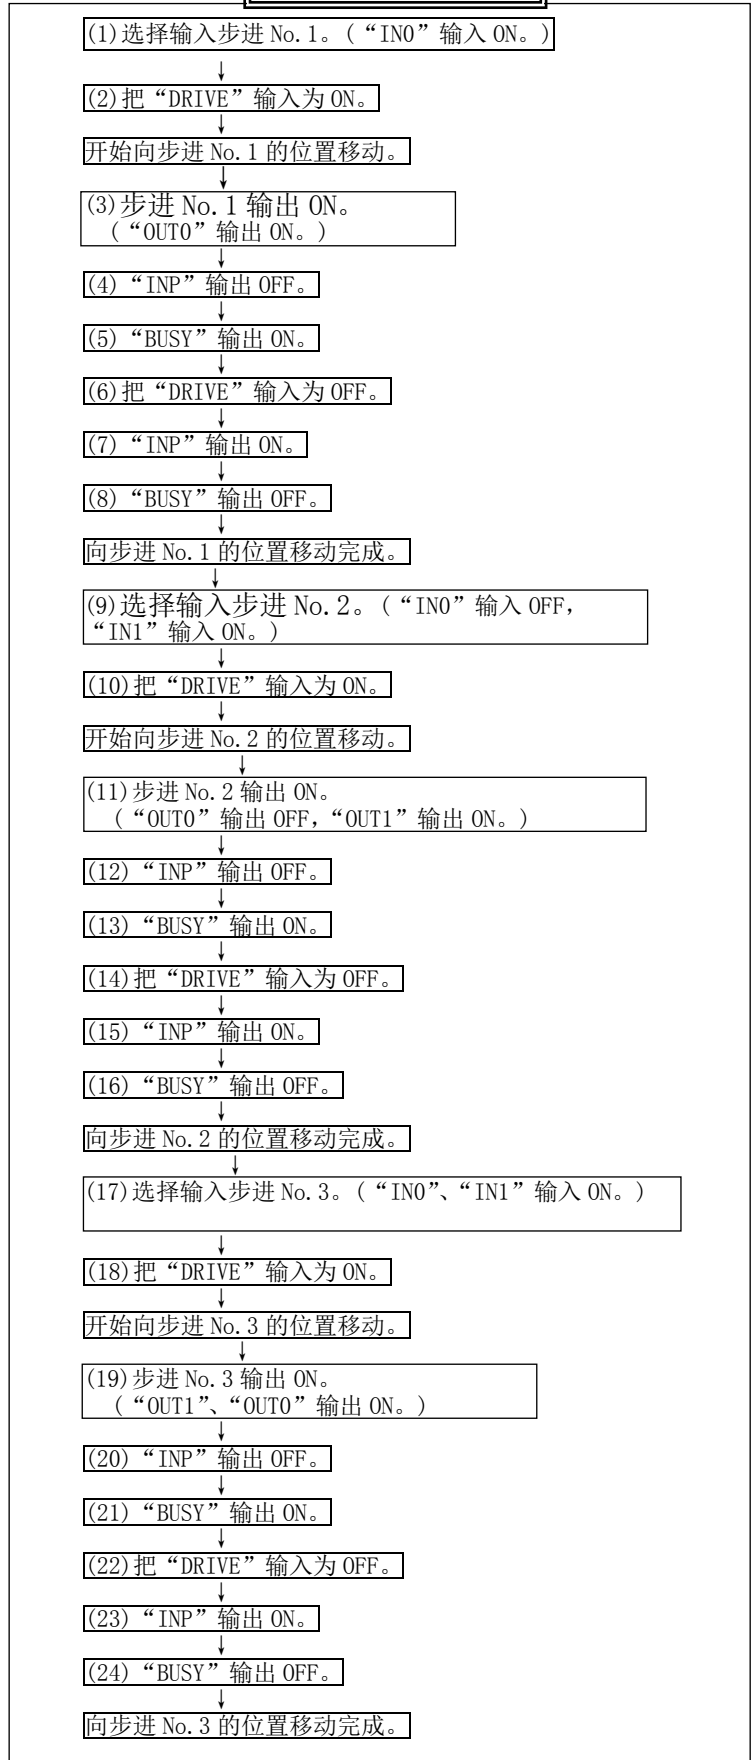 (1)选择输入步进 No.1。(“IN0”输入 ON。)
(2)把“DRIVE”输入为 ON。
开始向步进 No.1 的位置移动。
(3)步进 No.1 输出 ON。
(“OUT0”输出 ON。)
(4)“INP”输出 OFF。
(5)“BUSY”输出 ON。
(6)把“DRIVE”输入为 OFF。
(7)“INP”输出 ON。
(8)“BUSY”输出 OFF。
向步进 No.1 的位置移动完成。
(9)选择输入步进 No.2。(“IN0”输入 OFF,
“IN1”输入 ON。)
(10)把“DRIVE”输入为 ON。
开始向步进 No.2 的位置移动。
(11)步进 No.2 输出 ON。
(“OUT0”输出 OFF,“OUT1”输出 ON。)
(12)“INP”输出 OFF。
(13)“BUSY”输出 ON。
(14)把“DRIVE”输入为 OFF。
(15)“INP”输出 ON。
(16)“BUSY”输出 OFF。
向步进 No.2 的位置移动完成。
(17)选择输入步进 No.3。(“IN0”、“IN1”输入 ON。)
(18)把“DRIVE”输入为 ON。
开始向步进 No.3 的位置移动。
(19)步进 No.3 输出 ON。
(“OUT1”、“OUT0”输出 ON。)
(20)“INP”输出 OFF。
(21)“BUSY”输出 ON。
(22)把“DRIVE”输入为 OFF。
(23)“INP”输出 ON。
(24)“BUSY”输出 OFF。
向步进 No.3 的位置移动完成。